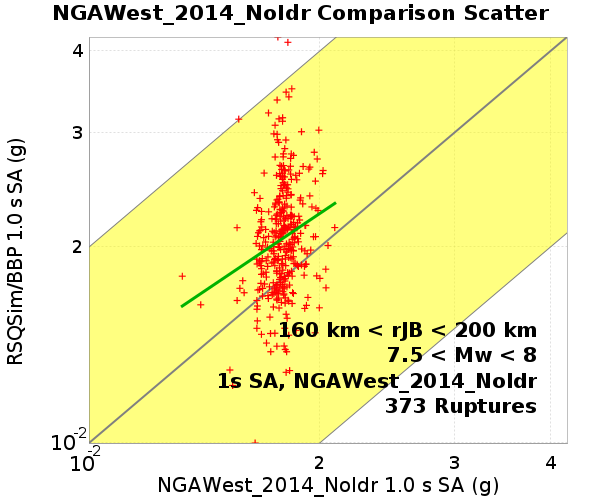 NGAWest_2014_NoIdr Comparison Scatter
RSQSim/BBP 1.0 s SA (g)
4
3
2
10-2
160 km < rJB < 200 km
7.5 < Mw < 8
1s SA, NGAWest_2014_NoIdr
373 Ruptures
10-2
2
3
4
NGAWest_2014_NoIdr 1.0 s SA (g)